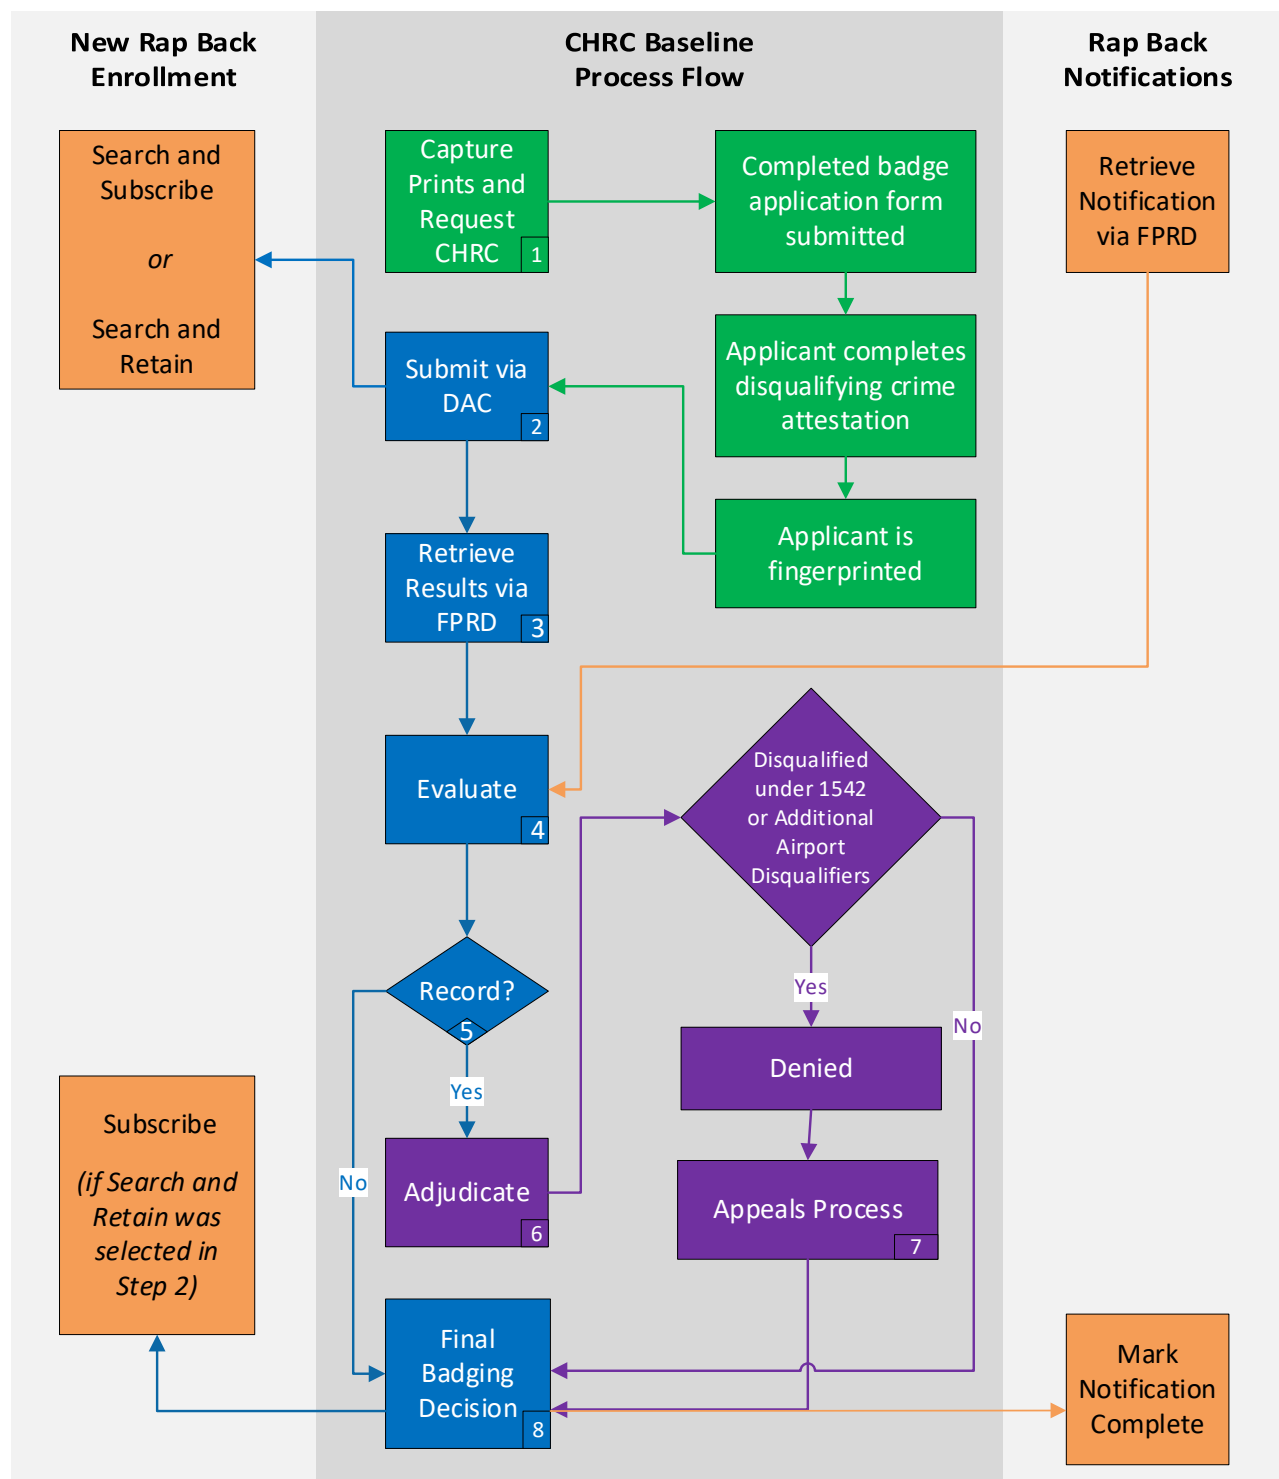 New Rap Back
Enrollment
CHRC Baseline
Process Flow
Rap Back
Notifications
Search and
Subscribe
or
Search and
Retain
Capture
Prints and
Request
CHRC
1
Completed badge
application form
submitted
Retrieve
Notification
via FPRD
Submit via
DAC
2
Applicant completes
disqualifying crime
attestation
Applicant is
fingerprinted
Retrieve
Results via
FPRD
3
Evaluate
4
Disqualified
under 1542
or Additional
Airport
Disqualifiers
Record?
5
Yes
No
Yes
No
Denied
Adjudicate
6
Appeals Process
7
Subscribe
(if Search and
Retain was
selected in
Step 2)
Final
Badging
Decision
8
Mark
Notification
Complete